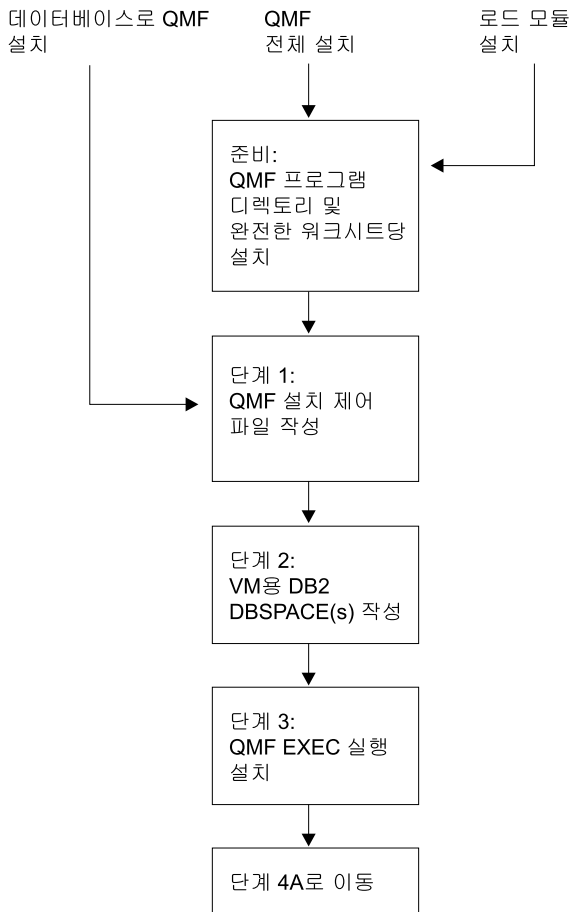 데이터베이스로 QMF
설치
QMF
전체 설치
로드 모듈
설치
준비:
QMF 프로그램
디렉토리 및
완전한 워크시트당
설치
단계 1:
QMF 설치 제어
파일 작성
단계 2:
VM용 DB2
DBSPACE(s) 작성
단계 3:
QMF EXEC 실행
설치
단계 4A로 이동